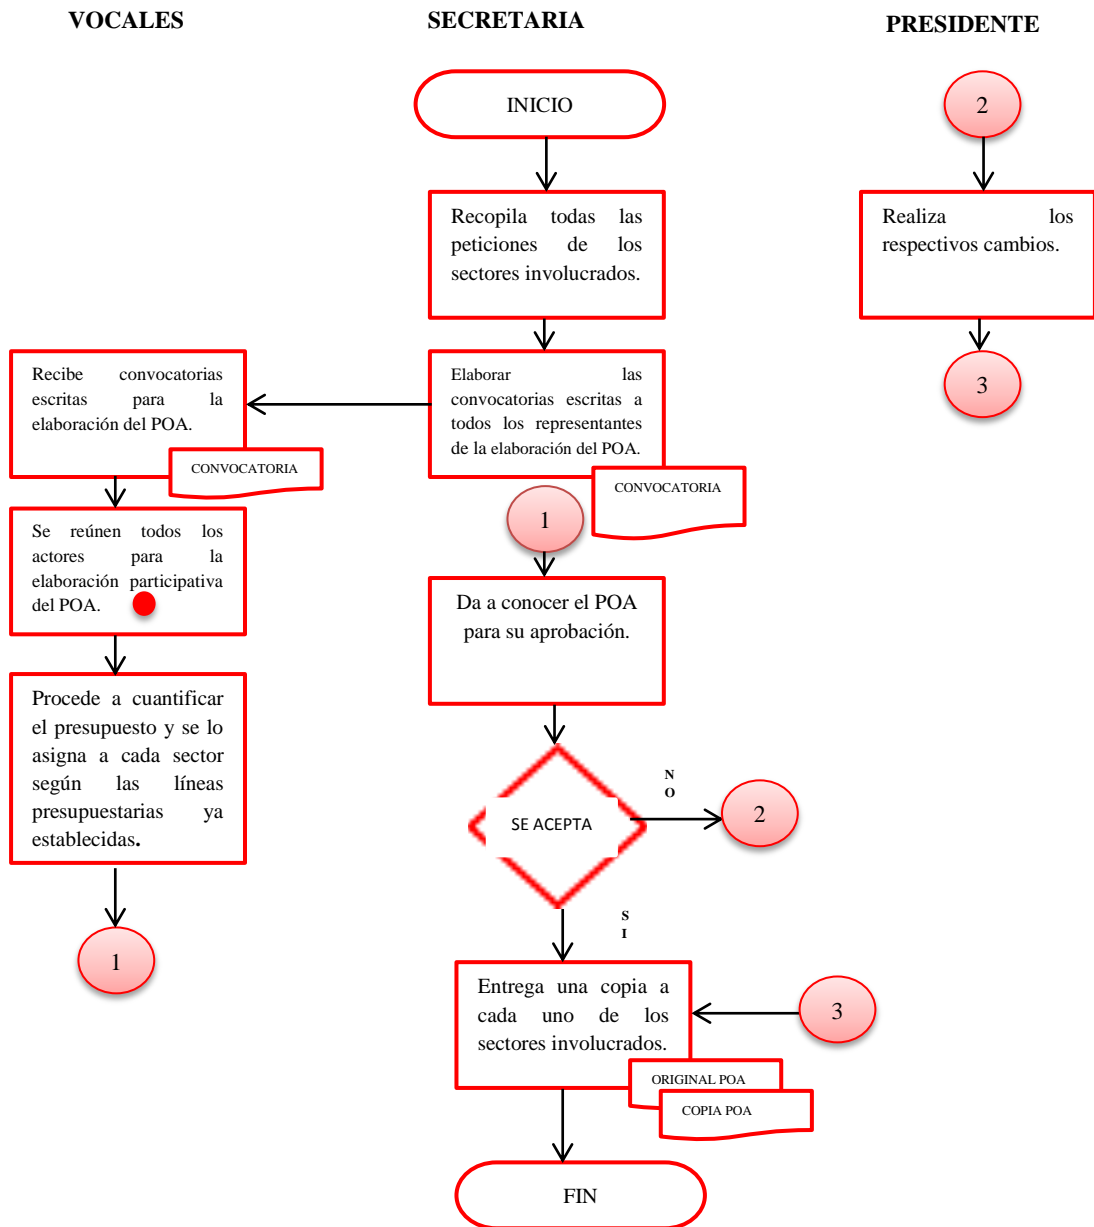 VOCALES
SECRETARIA
PRESIDENTE
INICIO
Recopila todas las
peticiones de los
sectores involucrados.
Elaborar las
convocatorias escritas a
todos los representantes
de la elaboración del POA.
CONVOCATORIA
Recibe convocatorias
escritas para la
elaboración del POA.
CONVOCATORIA
Se reúnen todos los
actores para la
elaboración participativa
del POA.
Procede a cuantificar
el presupuesto y se lo
asigna a cada sector
según las líneas
presupuestarias ya
establecidas.
1
1
Da a conocer el POA
para su aprobación.
SE ACEPTA
N
O
2
S
I
Entrega una copia a
cada uno de los
sectores involucrados.
ORIGINAL POA
COPIA POA
3
FIN
2
Realiza los
respectivos cambios.
3